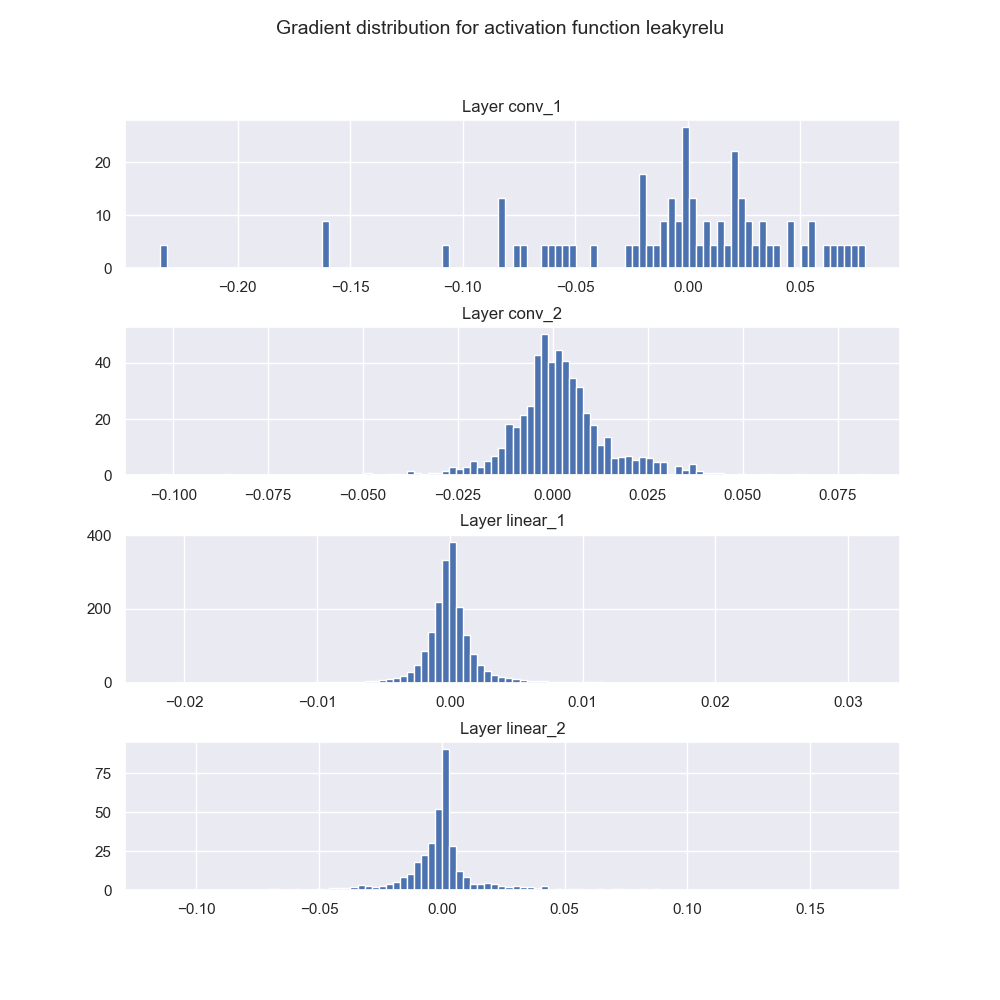 Gradient distribution for activation function leakyrelu
Layer conv_1
20
10
0
−0.20 −0.15 −0.10 −0.05 0.00 0.05
Layer conv_2
40
20
0
−0.100 −0.075 −0.050 −0.025 0.000 0.025 0.050 0.075
Layer linear_1
400
200
0
−0.02 −0.01 0.00 0.01 0.02 0.03
Layer linear_2
75
50
25
0
−0.10 −0.05 0.00 0.05 0.10 0.15